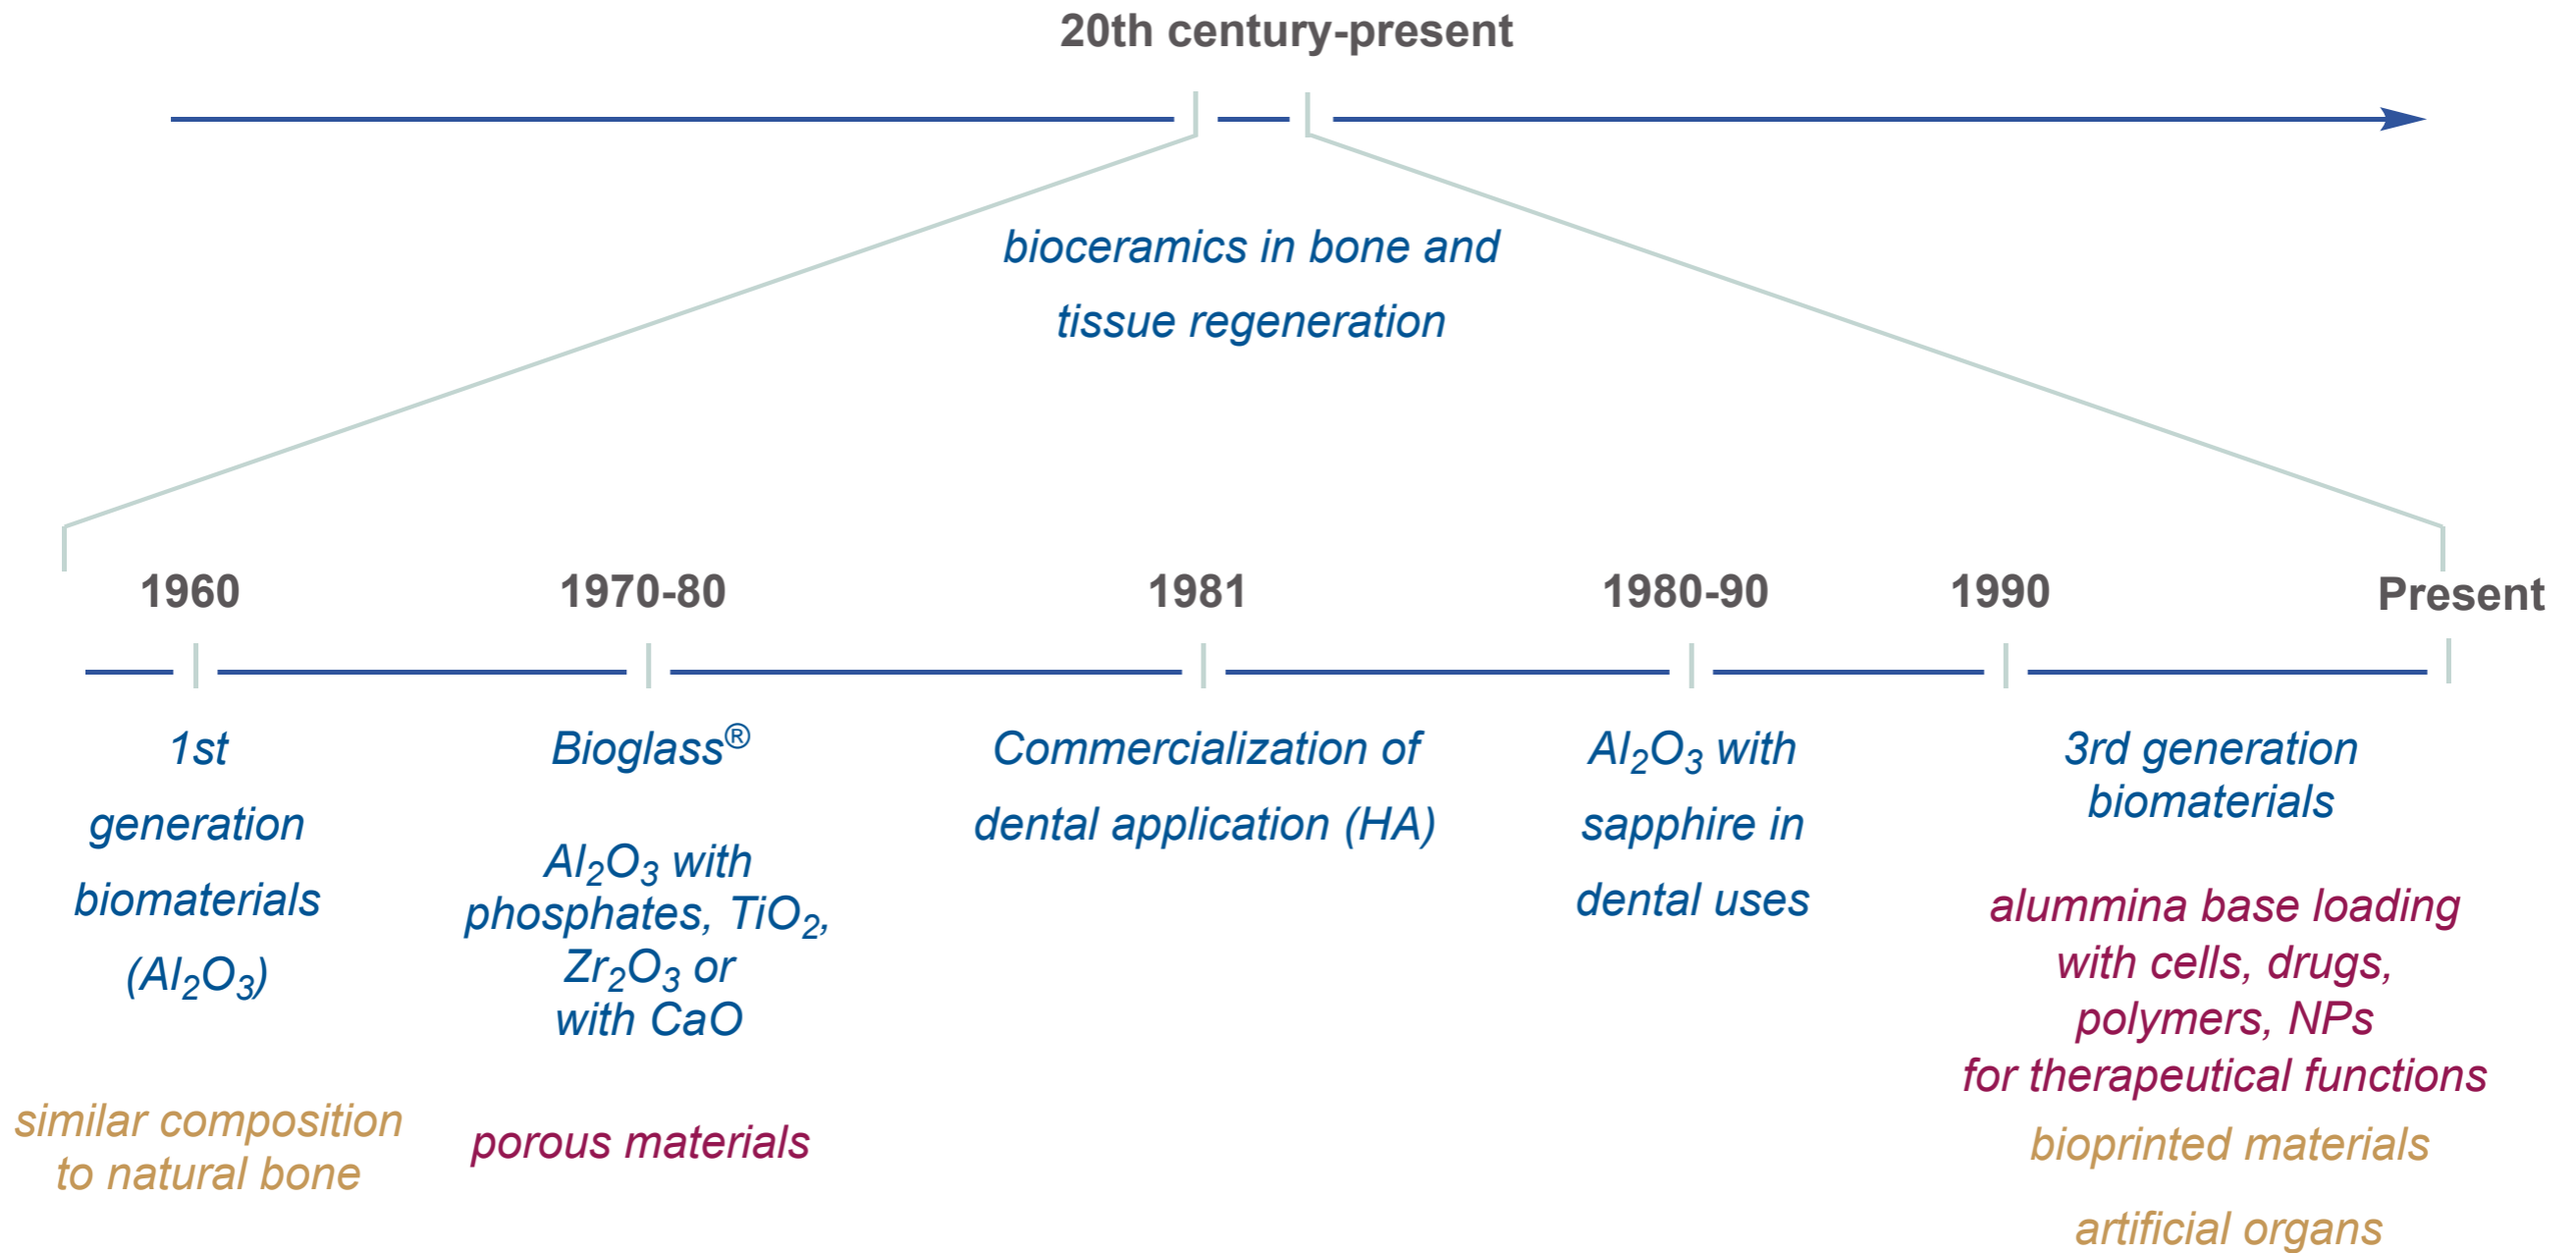 20th century-present
bioceramics in bone and
tissue regeneration
1960
1970-80
1981
1980-90
1990
Present
1st
generation
biomaterials
(Al₂O₃)
similar composition
to natural bone
Bioglass®
Al₂O₃ with
phosphates, TiO₂,
Zr₂O₃ or
with CaO
porous materials
Commercialization of
dental application (HA)
Al₂O₃ with
sapphire in
dental uses
3rd generation
biomaterials
alummina base loading
with cells, drugs,
polymers, NPs
for therapeutical functions
bioprinted materials
artificial organs